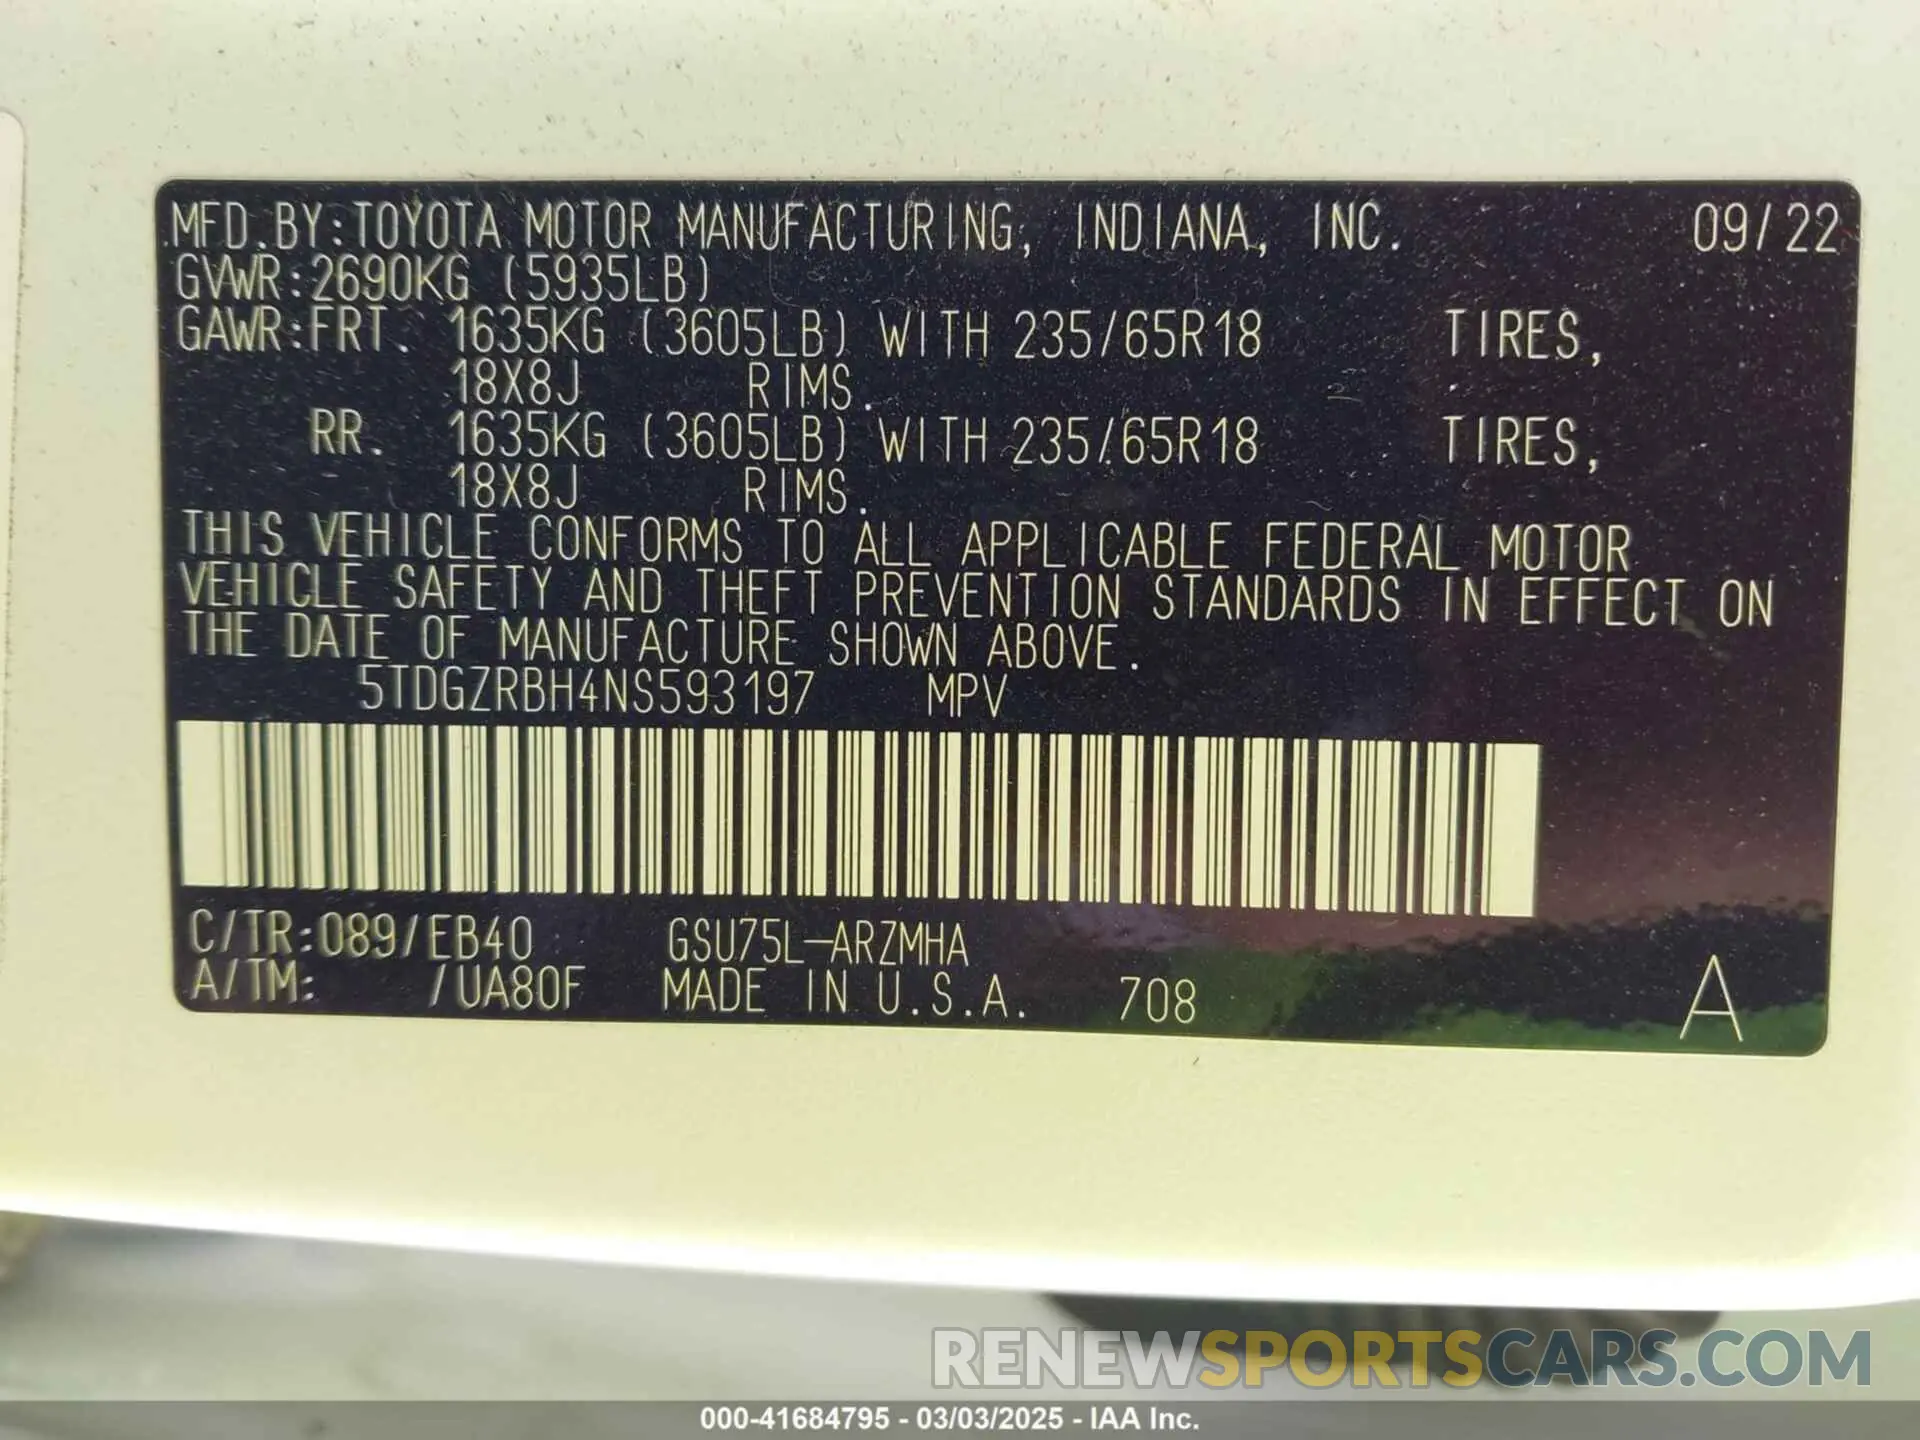 MFD.BY:TOYOTA MOTOR MANUFACTURING, INDIANA, INC. 09/22
GVWR:2690KG (5935LB)
GAWR:FRT. 1635KG (3605LB) WITH 235/65R18 TIRES,
18X8J RIMS.
RR. 1635KG (3605LB) WITH 235/65R18 TIRES,
18X8J RIMS.
THIS VEHICLE CONFORMS TO ALL APPLICABLE FEDERAL MOTOR
VEHICLE SAFETY AND THEFT PREVENTION STANDARDS IN EFFECT ON
THE DATE OF MANUFACTURE SHOWN ABOVE.
5TDGZRBH4NS593197 MPV
C/TR:089/EB40 GSU75L-ARZMHA
A/TM: /UA80F MADE IN U.S.A. 708 A
RENEWSPORTSCARS.COM
000-41684795 - 03/03/2025 - IAA Inc.